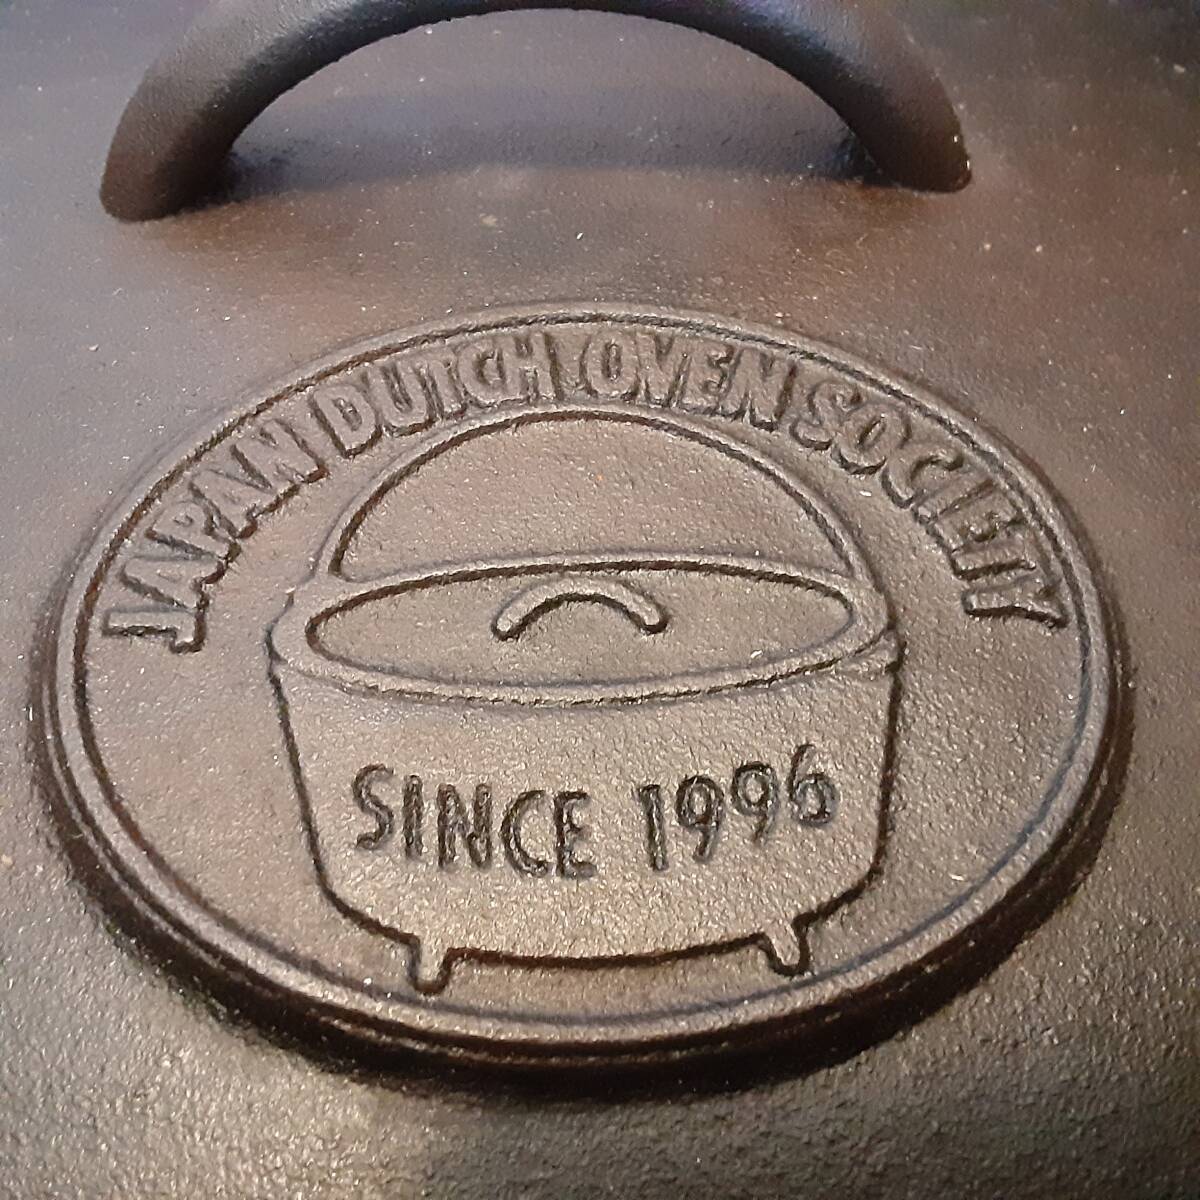 JAPAN DUTCH OVEN SOCIETY
SINCE 1996